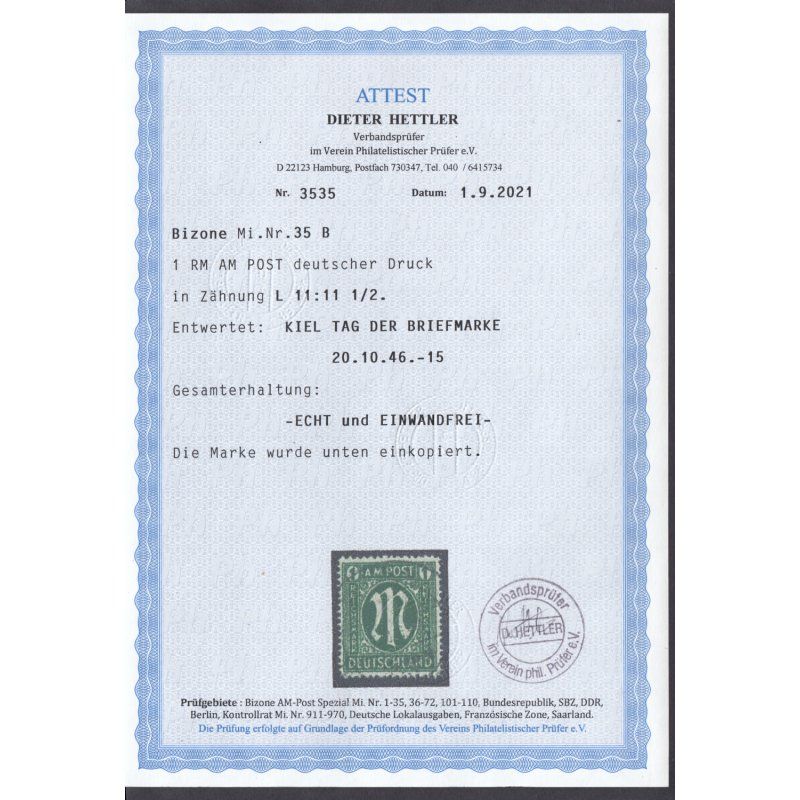 ATTEST
DIETER HETTLER
Verbandsprüfer
im Verein Philatelistischer Prüfer e.V.
D 22123 Hamburg, Postfach 730347, Tel. 040 / 6415734
Nr. 3535 Datum: 1.9.2021
Bizone Mi.Nr.35 B
1 RM AM POST deutscher Druck
in Zähnung L 11:11 1/2.
Entwertet: KIEL TAG DER BRIEFMARKE
20.10.46.-15
Gesamterhaltung:
-ECHT und EINWANDFREI-
Die Marke wurde unten einkopiert.
1 AM POST 1
DEUTSCHLAND
Verbandsprüfer
D. HETTLER
im Verein phil. Prüfer e.V.
Prüfgebiete : Bizone AM-Post Spezial Mi. Nr. 1-35, 36-72, 101-110, Bundesrepublik, SBZ, DDR,
Berlin, Kontrollrat Mi. Nr. 911-970, Deutsche Lokalausgaben, Französische Zone, Saarland.
Die Prüfung erfolgte auf Grundlage der Prüfordnung des Vereins Philatelistischer Prüfer e.V.